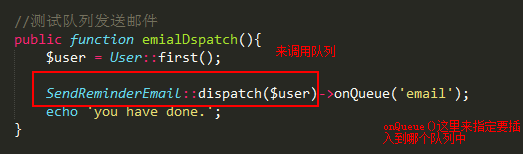 //测试队列发送邮件
public function emialDspatch(){
$user = User::first();
来调用队列
SendReminderEmail::dispatch($user)->onQueue('email');
echo 'you have done.';
}
onQueue()这里来指定要插
入到哪个队列中